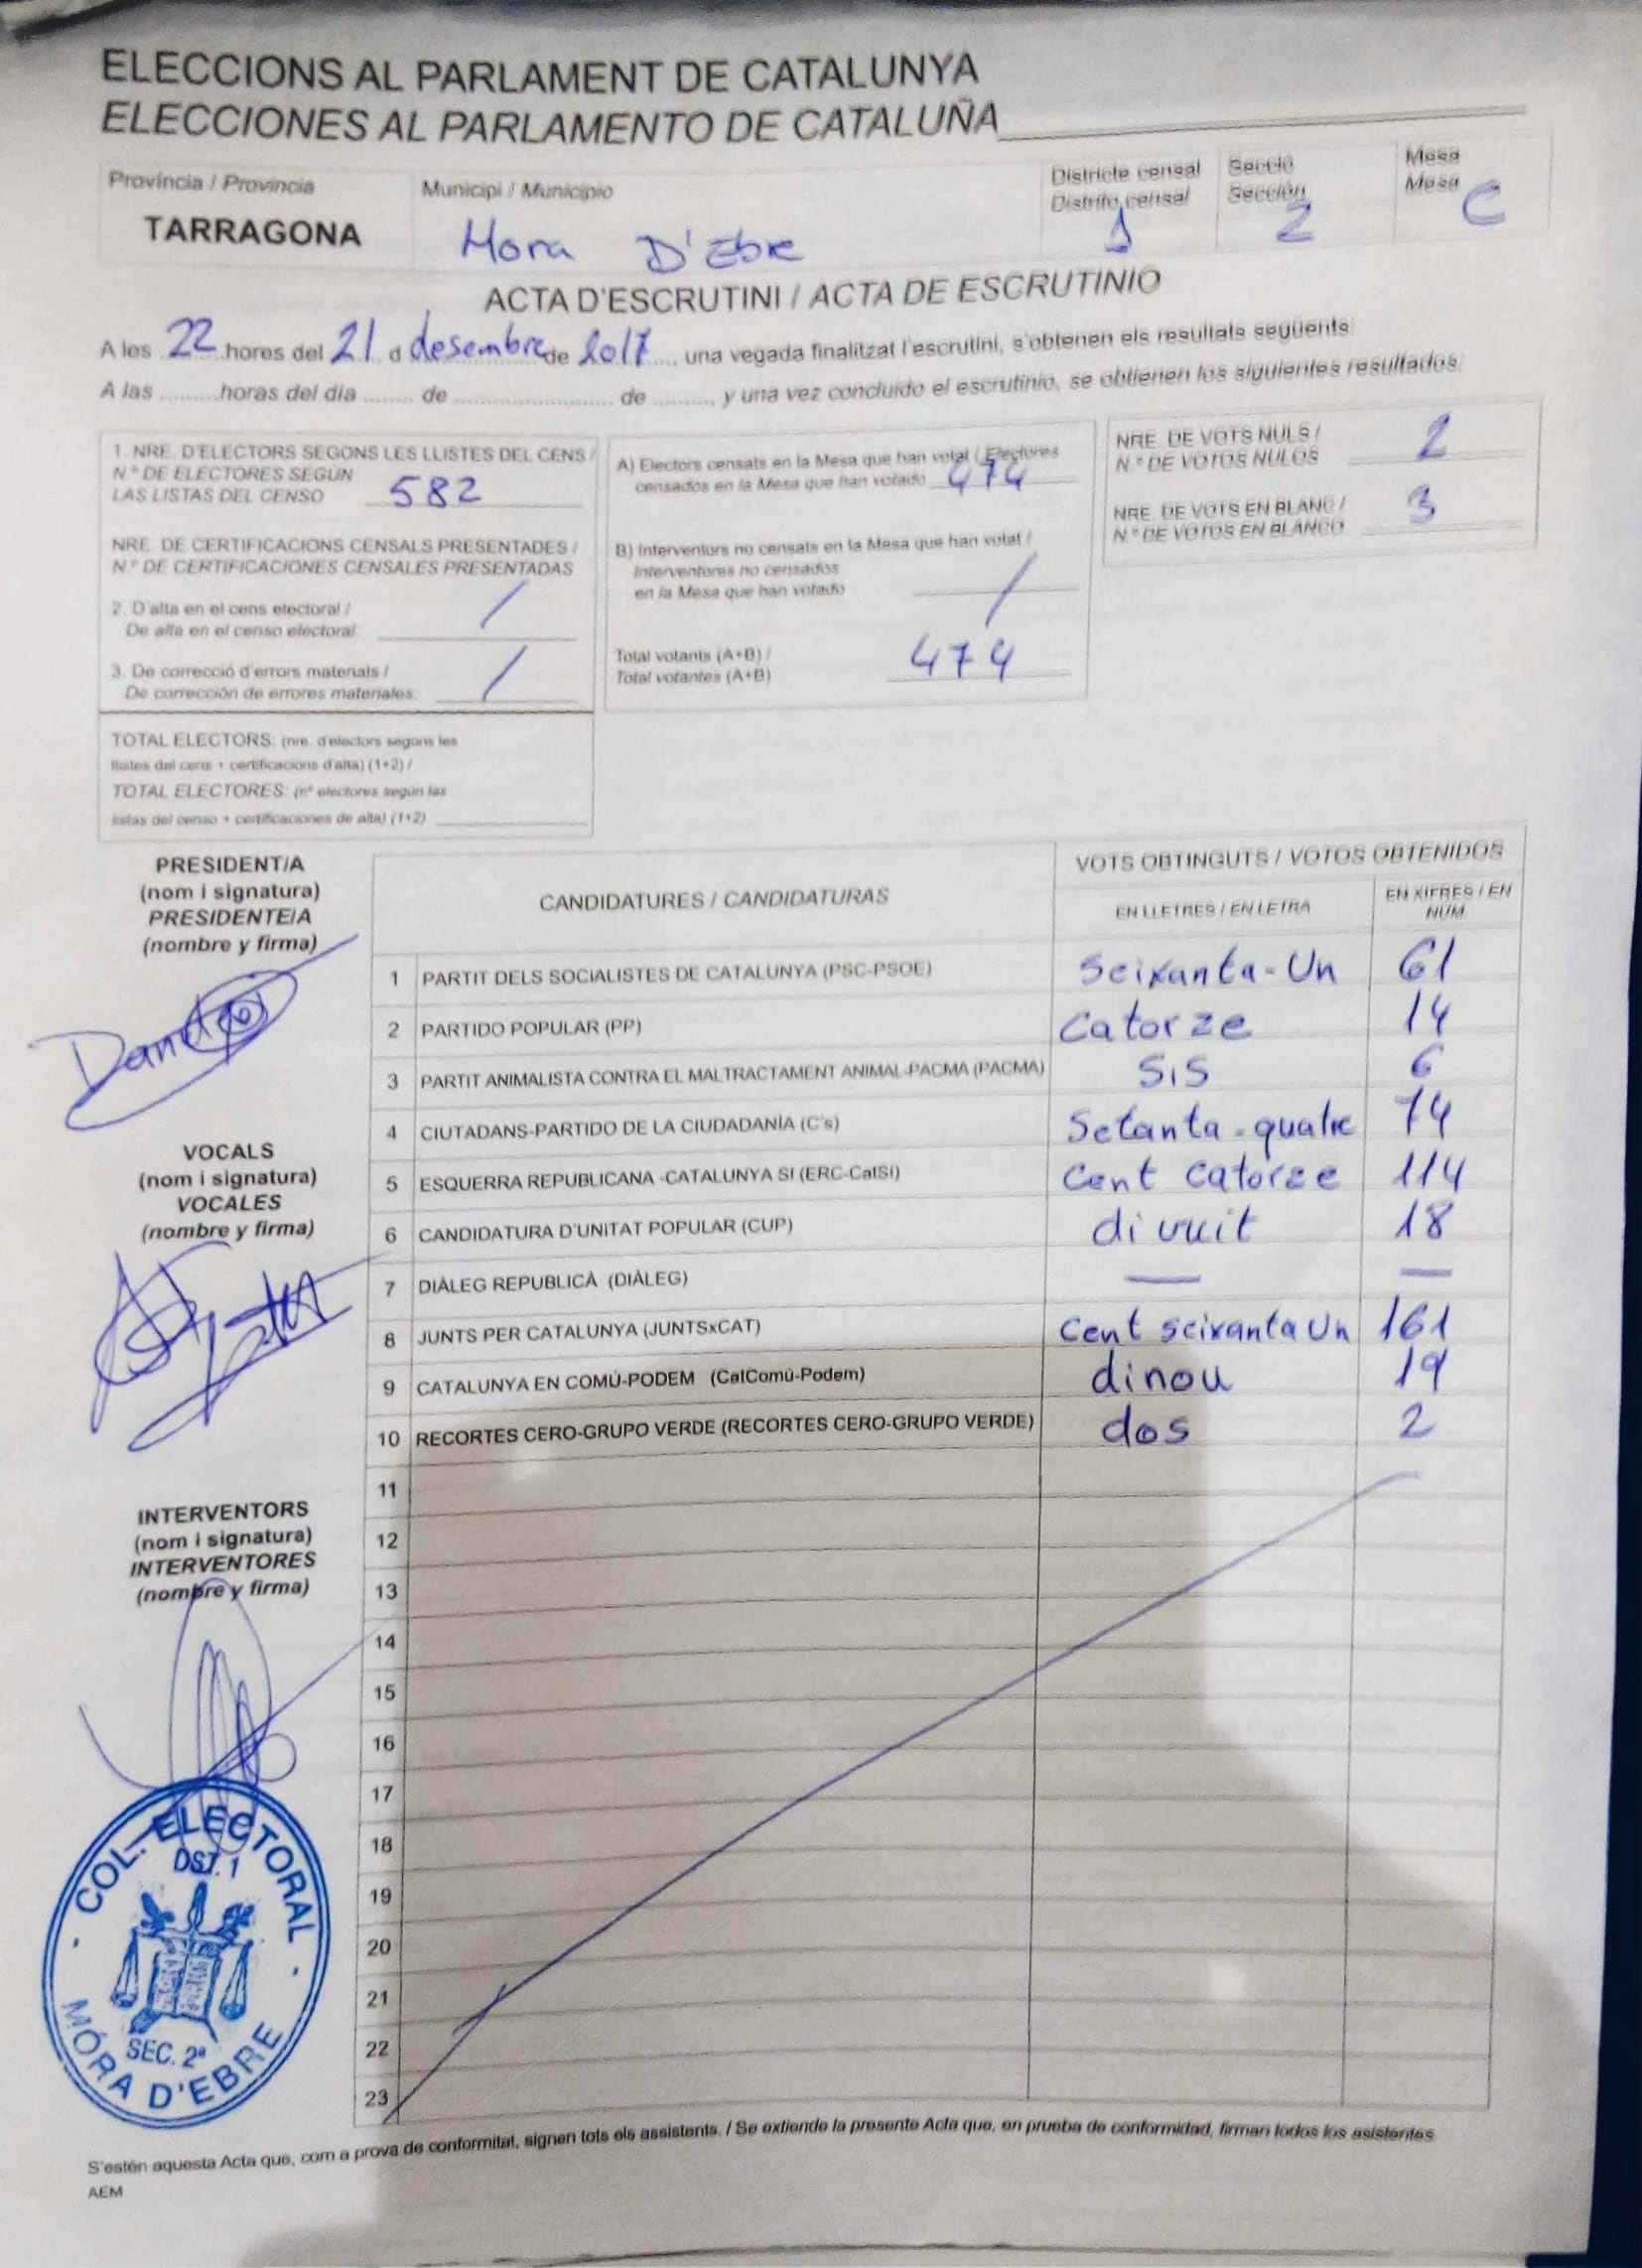 ELECCIONS AL PARLAMENT DE CATALUNYA
ELECCIONES AL PARLAMENTO DE CATALUÑA
Província / Provincia
TARRAGONA
Municipi / Municipio
Mora D'Ebre
Districte censal
Distrito censal
1
Secció
Sección
2
Mesa
Mesa
C
ACTA D'ESCRUTINI / ACTA DE ESCRUTINIO
A les 22 hores del 21 d desembre de 2017, una vegada finalitzat l'escrutini, s'obtenen els resultats següents:
A las ......... horas del día ........ de ........................ de ........., y una vez concluido el escrutinio, se obtienen los siguientes resultados:
1. NRE. D'ELECTORS SEGONS LES LLISTES DEL CENS /
N.º DE ELECTORES SEGÚN
LAS LISTAS DEL CENSO 582
NRE. DE CERTIFICACIONS CENSALS PRESENTADES /
N.º DE CERTIFICACIONES CENSALES PRESENTADAS
2. D'alta en el cens electoral /
De alta en el censo electoral: /
3. De correcció d'errors materials /
De corrección de errores materiales: /
TOTAL ELECTORS: (nre. d'electors segons les
llistes del cens + certificacions d'alta) (1+2) /
TOTAL ELECTORES: (nº electores según las
listas del censo + certificaciones de alta) (1+2)
A) Electors censats en la Mesa que han votat / Electores
censados en la Mesa que han votado 474
B) Interventors no censats en la Mesa que han votat /
Interventores no censados
en la Mesa que han votado /
Total votants (A+B) /
Total votantes (A+B) 474
NRE. DE VOTS NULS /
N.º DE VOTOS NULOS 2
NRE. DE VOTS EN BLANC /
N.º DE VOTOS EN BLANCO 3
PRESIDENT/A
(nom i signatura)
PRESIDENTE/A
(nombre y firma)
VOCALS
(nom i signatura)
VOCALES
(nombre y firma)
INTERVENTORS
(nom i signatura)
INTERVENTORES
(nombre y firma)
CANDIDATURES / CANDIDATURAS
VOTS OBTINGUTS / VOTOS OBTENIDOS
EN LLETRES / EN LETRA
EN XIFRES / EN
NÚM.
1 PARTIT DELS SOCIALISTES DE CATALUNYA (PSC-PSOE) Seixanta-Un 61
2 PARTIDO POPULAR (PP) Catorze 14
3 PARTIT ANIMALISTA CONTRA EL MALTRACTAMENT ANIMAL-PACMA (PACMA) Sis 6
4 CIUTADANS-PARTIDO DE LA CIUDADANÍA (C's) Setanta-quatre 74
5 ESQUERRA REPUBLICANA -CATALUNYA SI (ERC-CatSí) Cent catorze 114
6 CANDIDATURA D'UNITAT POPULAR (CUP) divuit 18
7 DIÀLEG REPUBLICÀ (DIÀLEG) — —
8 JUNTS PER CATALUNYA (JUNTSxCAT) Cent seixanta Un 161
9 CATALUNYA EN COMÚ-PODEM (CatComú-Podem) dinou 19
10 RECORTES CERO-GRUPO VERDE (RECORTES CERO-GRUPO VERDE) dos 2
11
12
13
14
15
16
17
18
19
20
21
22
23
COL. ELECTORAL
DST. 1
SEC. 2ª
MÓRA D'EBRE
S'estén aquesta Acta que, com a prova de conformitat, signen tots els assistents. / Se extiende la presente Acta que, en prueba de conformidad, firman todos los asistentes
AEM